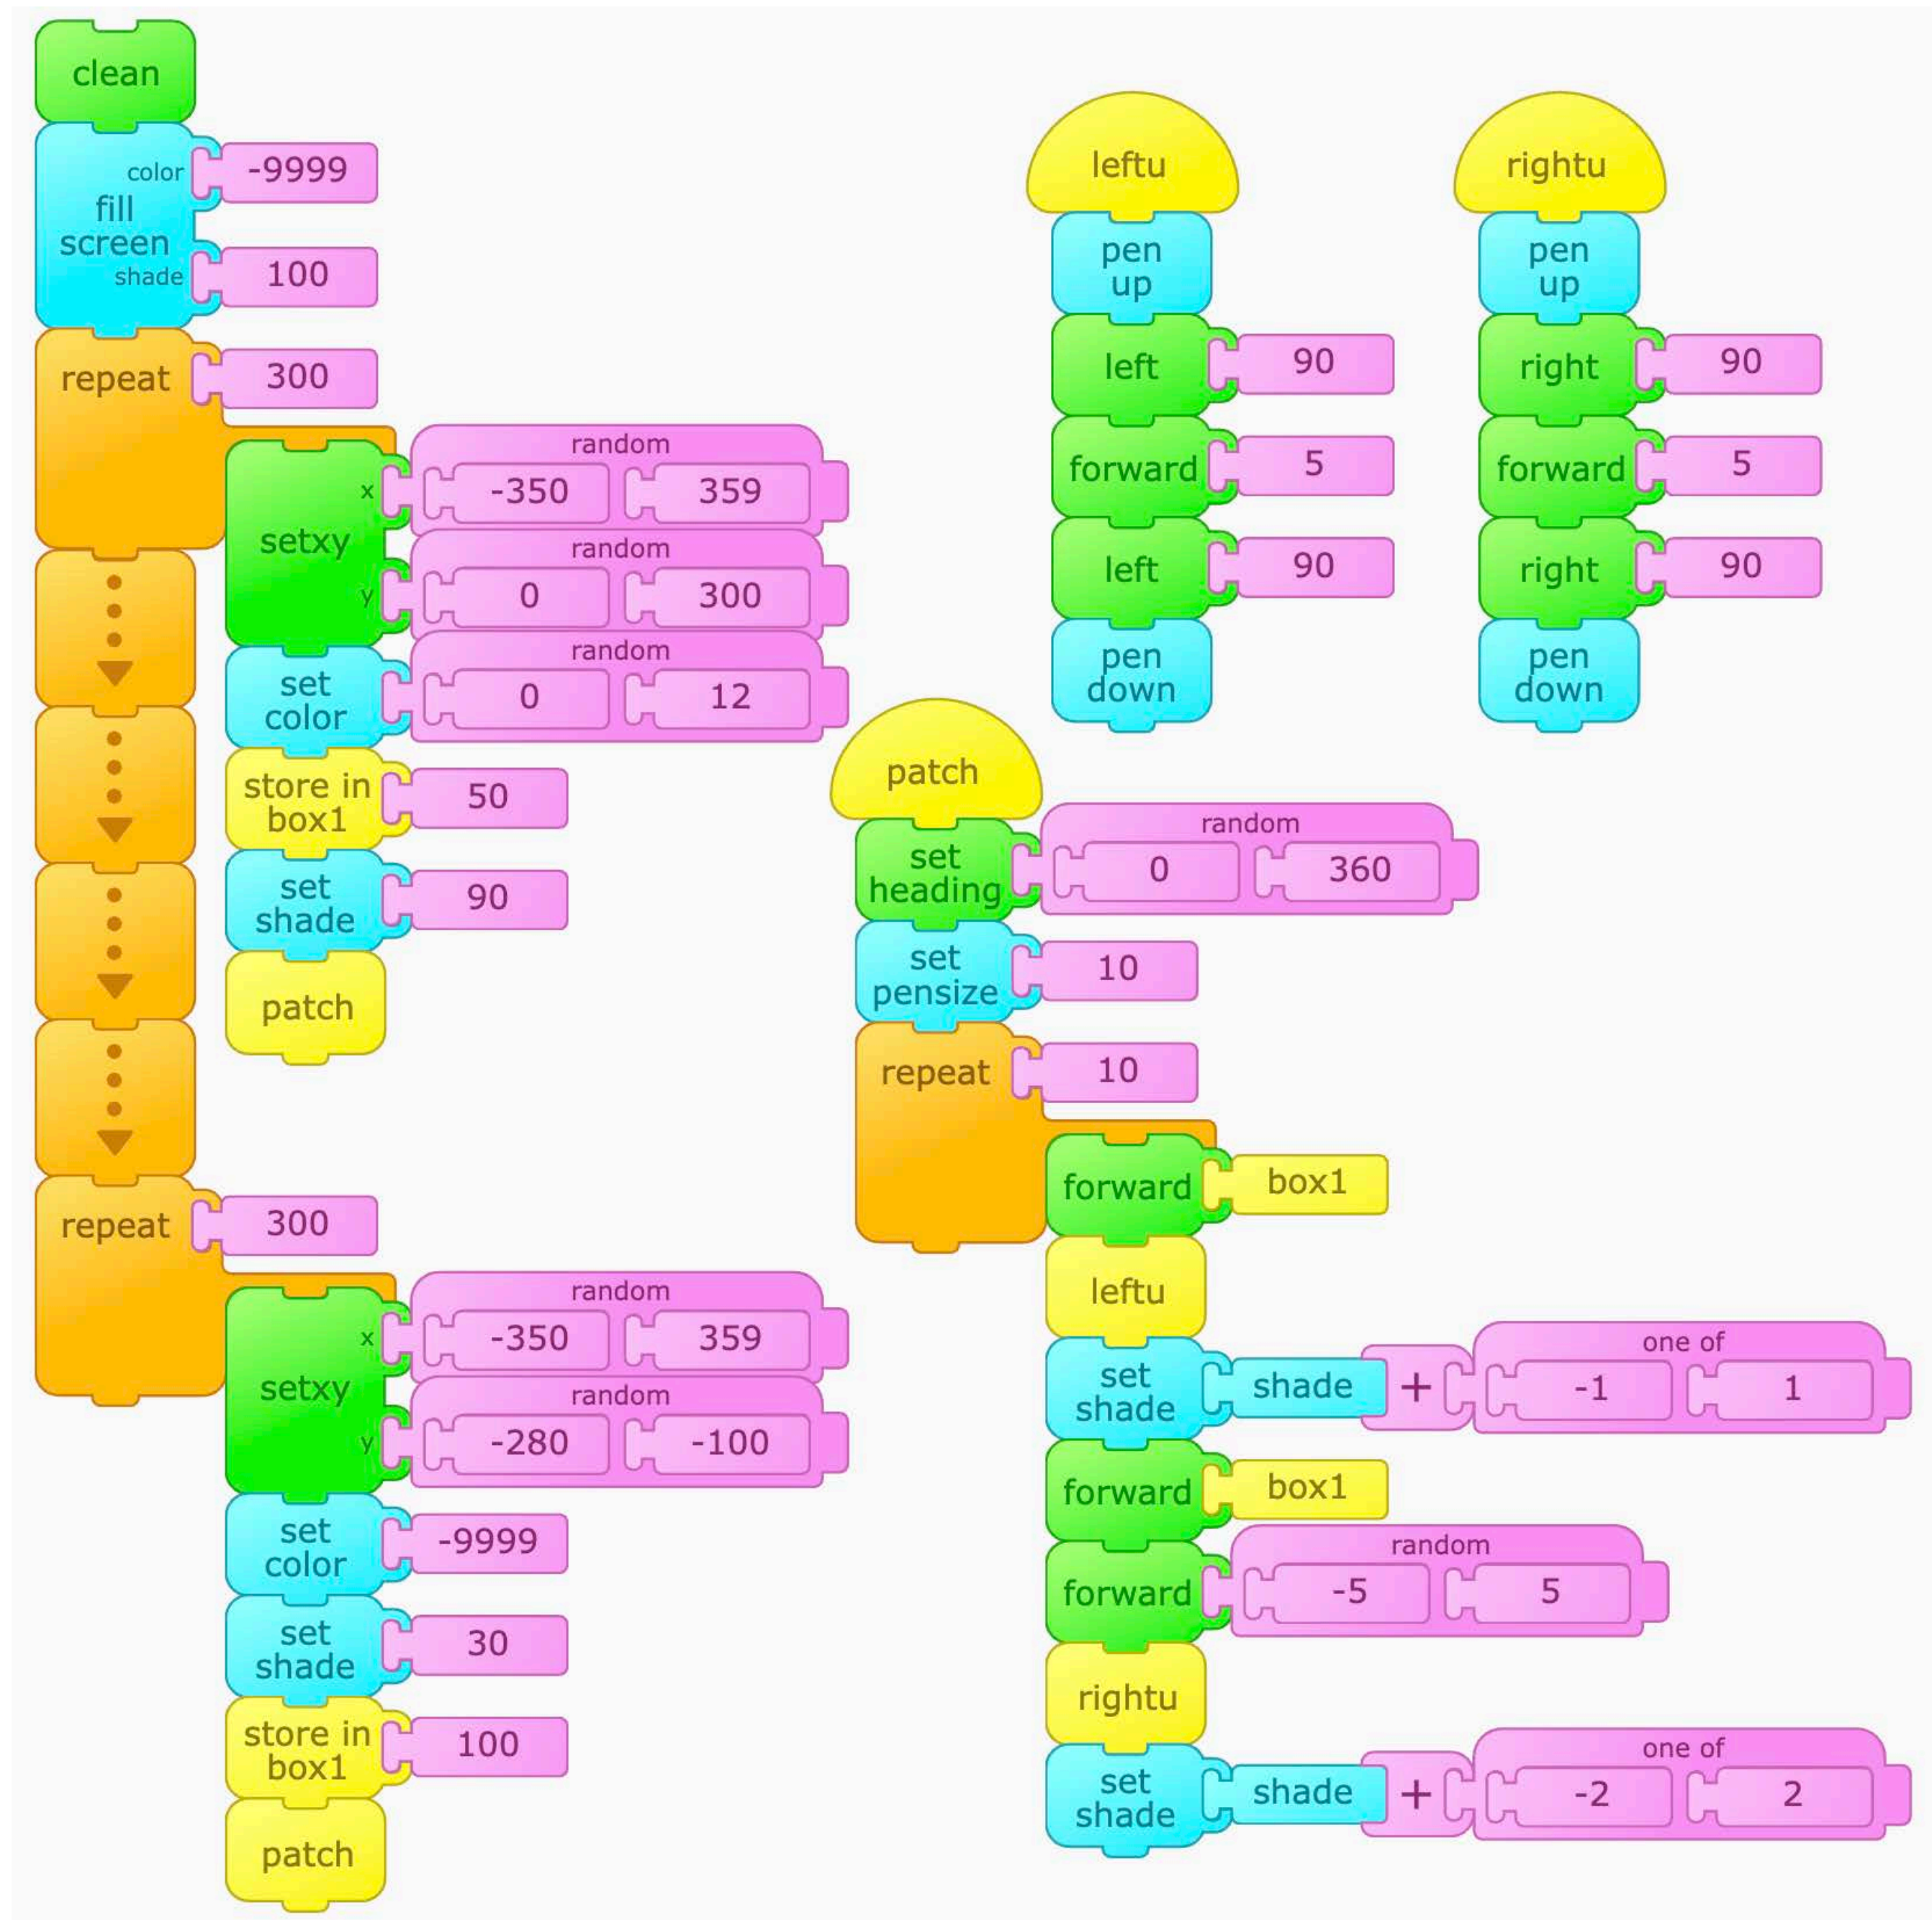 clean
color
-9999
fill
screen
shade
100
repeat
300
setxy
x
random
-350
359
y
random
0
300
set
color
random
0
12
store in
box1
50
set
shade
90
patch
repeat
300
setxy
x
random
-350
359
y
random
-280
-100
set
color
-9999
set
shade
30
store in
box1
100
patch
leftu
pen
up
left
90
forward
5
left
90
pen
down
rightu
pen
up
right
90
forward
5
right
90
pen
down
patch
set
heading
random
0
360
set
pensize
10
repeat
10
forward
box1
leftu
set
shade
shade
+
one of
-1
1
forward
box1
forward
random
-5
5
rightu
set
shade
shade
+
one of
-2
2